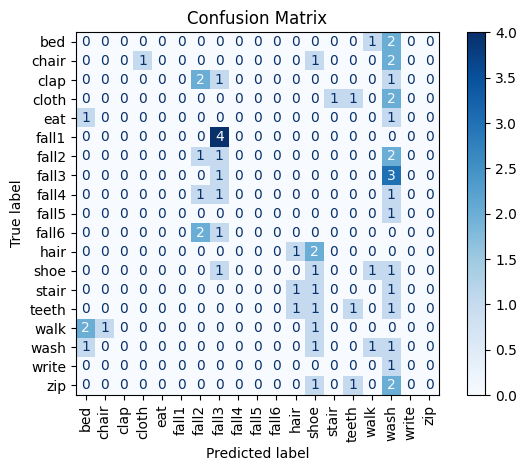 Confusion Matrix
bed 0 0 0 0 0 0 0 0 0 0 0 0 0 0 0 1 2 0 0
chair 0 0 0 1 0 0 0 0 0 0 0 0 1 0 0 0 2 0 0
clap 0 0 0 0 0 0 2 1 0 0 0 0 0 0 0 0 1 0 0
cloth 0 0 0 0 0 0 0 0 0 0 0 0 0 1 1 0 2 0 0
eat 1 0 0 0 0 0 0 0 0 0 0 0 0 0 0 0 1 0 0
fall1 0 0 0 0 0 0 0 4 0 0 0 0 0 0 0 0 0 0 0
fall2 0 0 0 0 0 0 1 1 0 0 0 0 0 0 0 0 2 0 0
fall3 0 0 0 0 0 0 0 1 0 0 0 0 0 0 0 0 3 0 0
fall4 0 0 0 0 0 0 1 1 0 0 0 0 0 0 0 0 1 0 0
fall5 0 0 0 0 0 0 0 0 0 0 0 0 0 0 0 0 1 0 0
fall6 0 0 0 0 0 0 2 1 0 0 0 0 0 0 0 0 0 0 0
hair 0 0 0 0 0 0 0 0 0 0 0 1 2 0 0 0 0 0 0
shoe 0 0 0 0 0 0 0 1 0 0 0 0 1 0 0 1 1 0 0
stair 0 0 0 0 0 0 0 0 0 0 0 1 1 0 0 0 1 0 0
teeth 0 0 0 0 0 0 0 0 0 0 0 1 1 0 1 0 1 0 0
walk 2 1 0 0 0 0 0 0 0 0 0 0 1 0 0 0 0 0 0
wash 1 0 0 0 0 0 0 0 0 0 0 0 1 0 0 1 1 0 0
write 0 0 0 0 0 0 0 0 0 0 0 0 0 0 0 0 1 0 0
zip 0 0 0 0 0 0 0 0 0 0 0 0 1 0 1 0 2 0 0
bed chair clap cloth eat fall1 fall2 fall3 fall4 fall5 fall6 hair shoe stair teeth walk wash write zip
Predicted label
True label
4.0
3.5
3.0
2.5
2.0
1.5
1.0
0.5
0.0